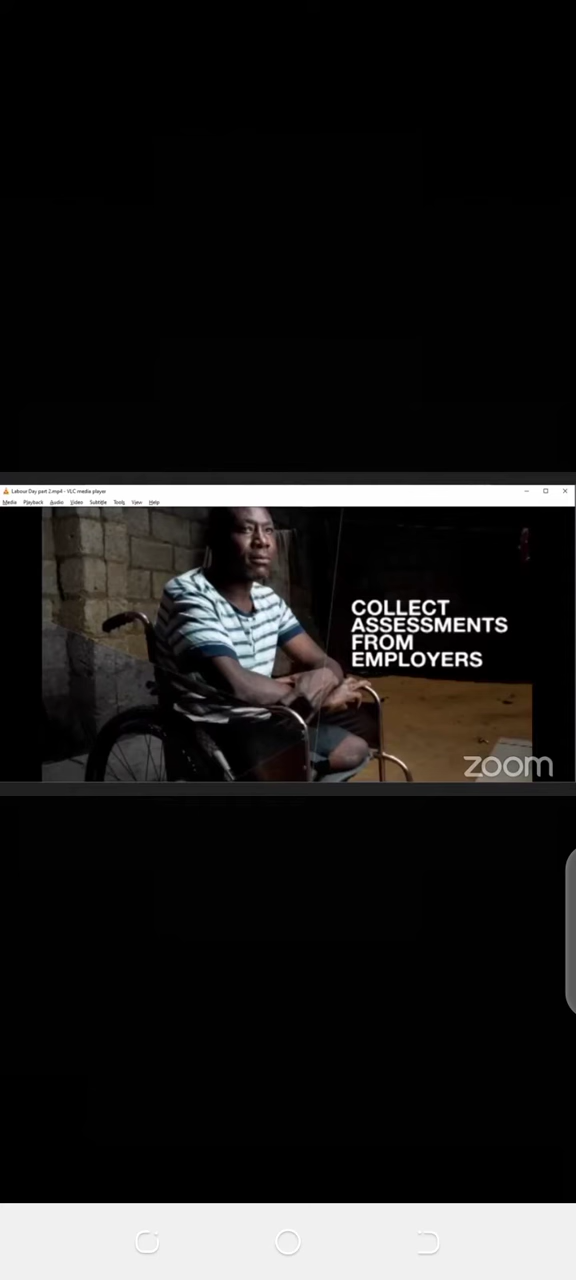 Labour Day part 2.mp4 - VLC media player
Media Playback Audio Video Subtitle Tools View Help
COLLECT
ASSESSMENTS
FROM
EMPLOYERS
zoom